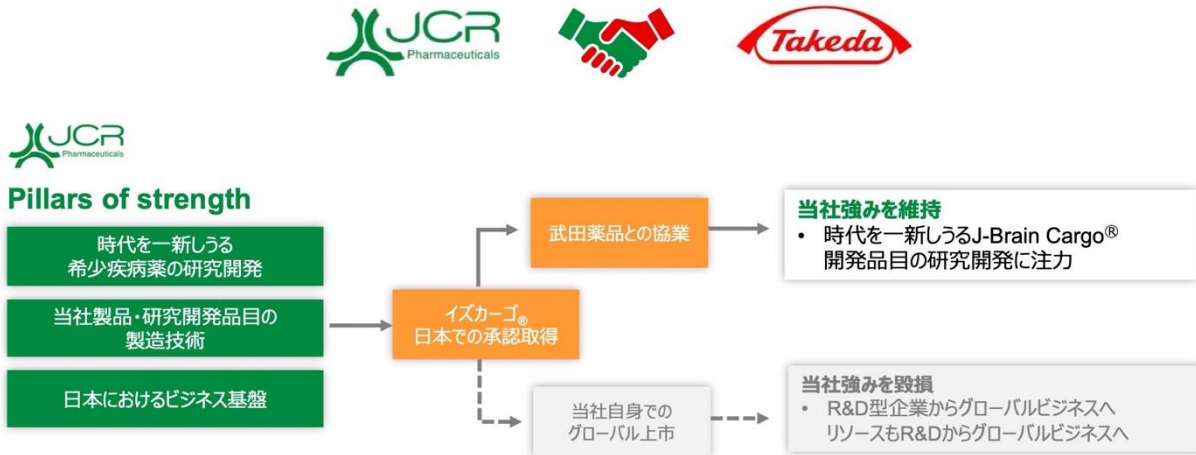 JCR
Pharmaceuticals
Takeda
JCR
Pharmaceuticals
Pillars of strength
時代を一新しうる
希少疾病薬の研究開発
当社製品・研究開発品目の
製造技術
日本におけるビジネス基盤
イズカーゴ®
日本での承認取得
武田薬品との協業
当社強みを維持
• 時代を一新しうるJ-Brain Cargo®
開発品目の研究開発に注力
当社自身での
グローバル上市
当社強みを毀損
• R&D型企業からグローバルビジネスへ
リソースもR&Dからグローバルビジネスへ